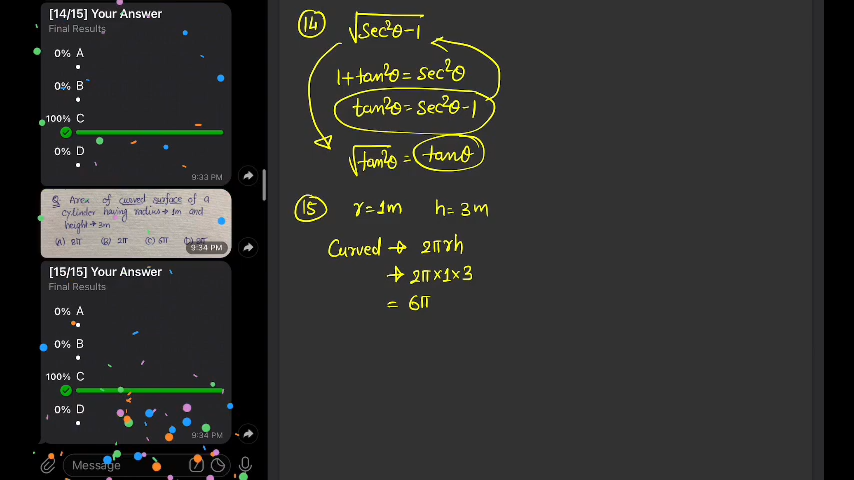 [14/15] Your Answer
Final Results
0% A
0% B
100% C
0% D
9:33 PM
Q Area of curved surface of a
cylinder having radius → 1m and
height → 3m
(A) 8π (B) 2π (C) 6π
9:34 PM
[15/15] Your Answer
Final Results
0% A
0% B
100% C
0% D
9:34 PM
Message
14 √sec²θ-1
1+tan²θ = sec²θ
tan²θ = sec²θ-1
√tan²θ = tanθ
15 r=1m h= 3m
Curved → 2πrh
→ 2π×1×3
= 6π